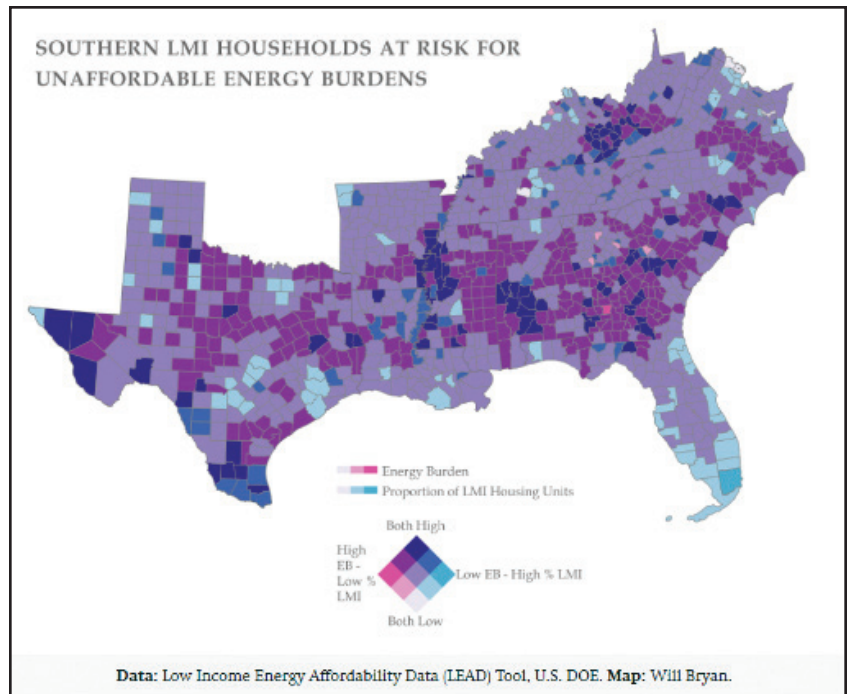 SOUTHERN LMI HOUSEHOLDS AT RISK FOR
UNAFFORDABLE ENERGY BURDENS
Energy Burden
Proportion of LMI Housing Units
Both High
High
EB -
Low %
LMI
Low EB - High % LMI
Both Low
Data: Low Income Energy Affordability Data (LEAD) Tool, U.S. DOE. Map: Will Bryan.